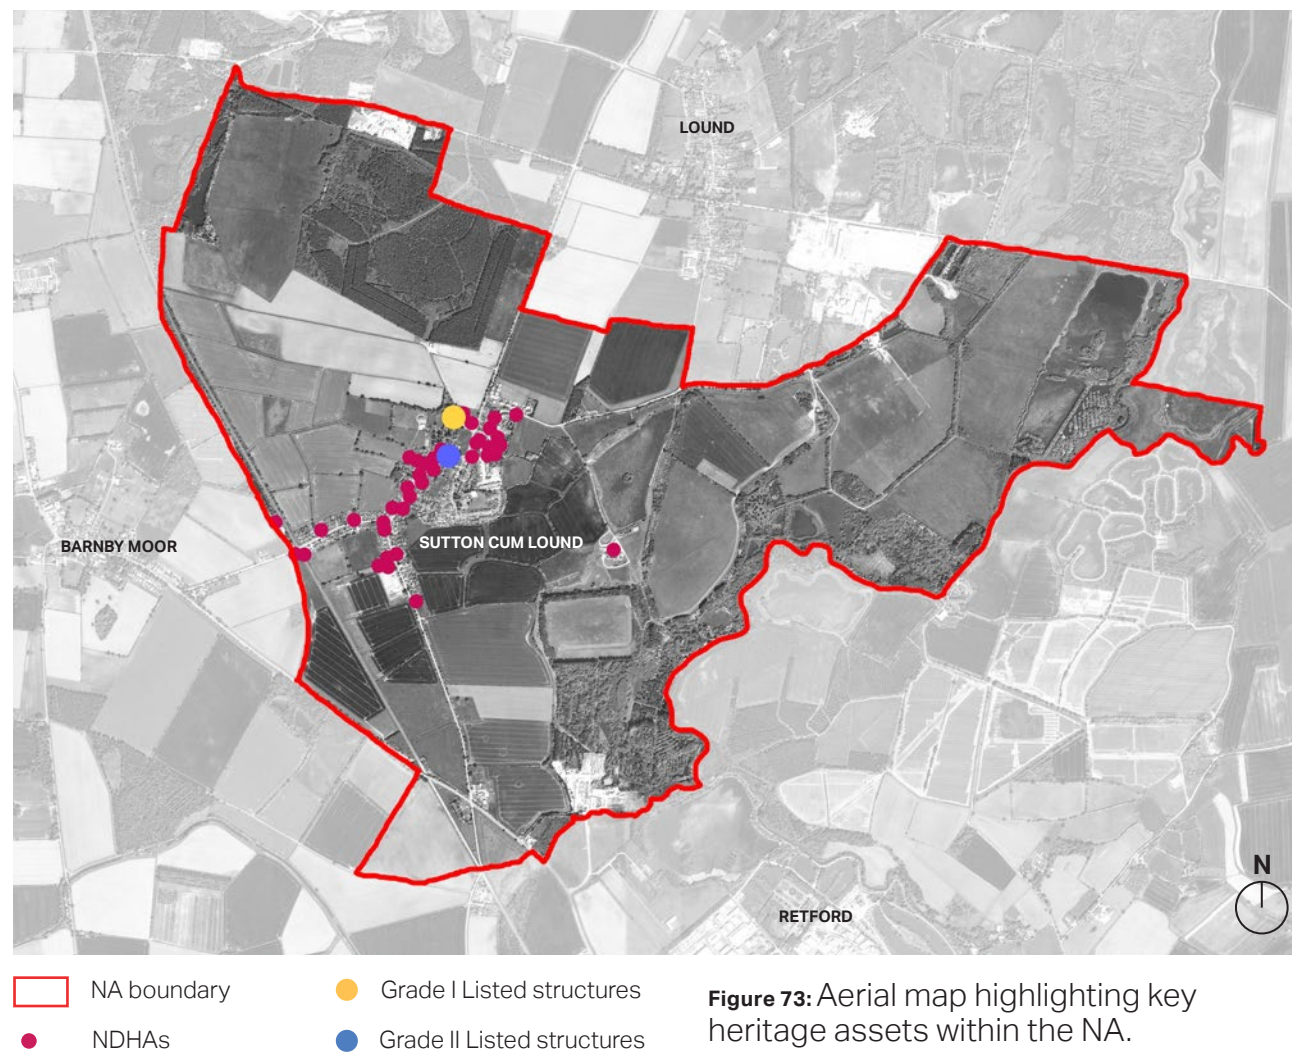 LOUND
BARNBY MOOR
SUTTON CUM LOUND
N
RETFORD
NA boundary
NDHAs
Grade I Listed structures
Grade II Listed structures
Figure 73: Aerial map highlighting key
heritage assets within the NA.